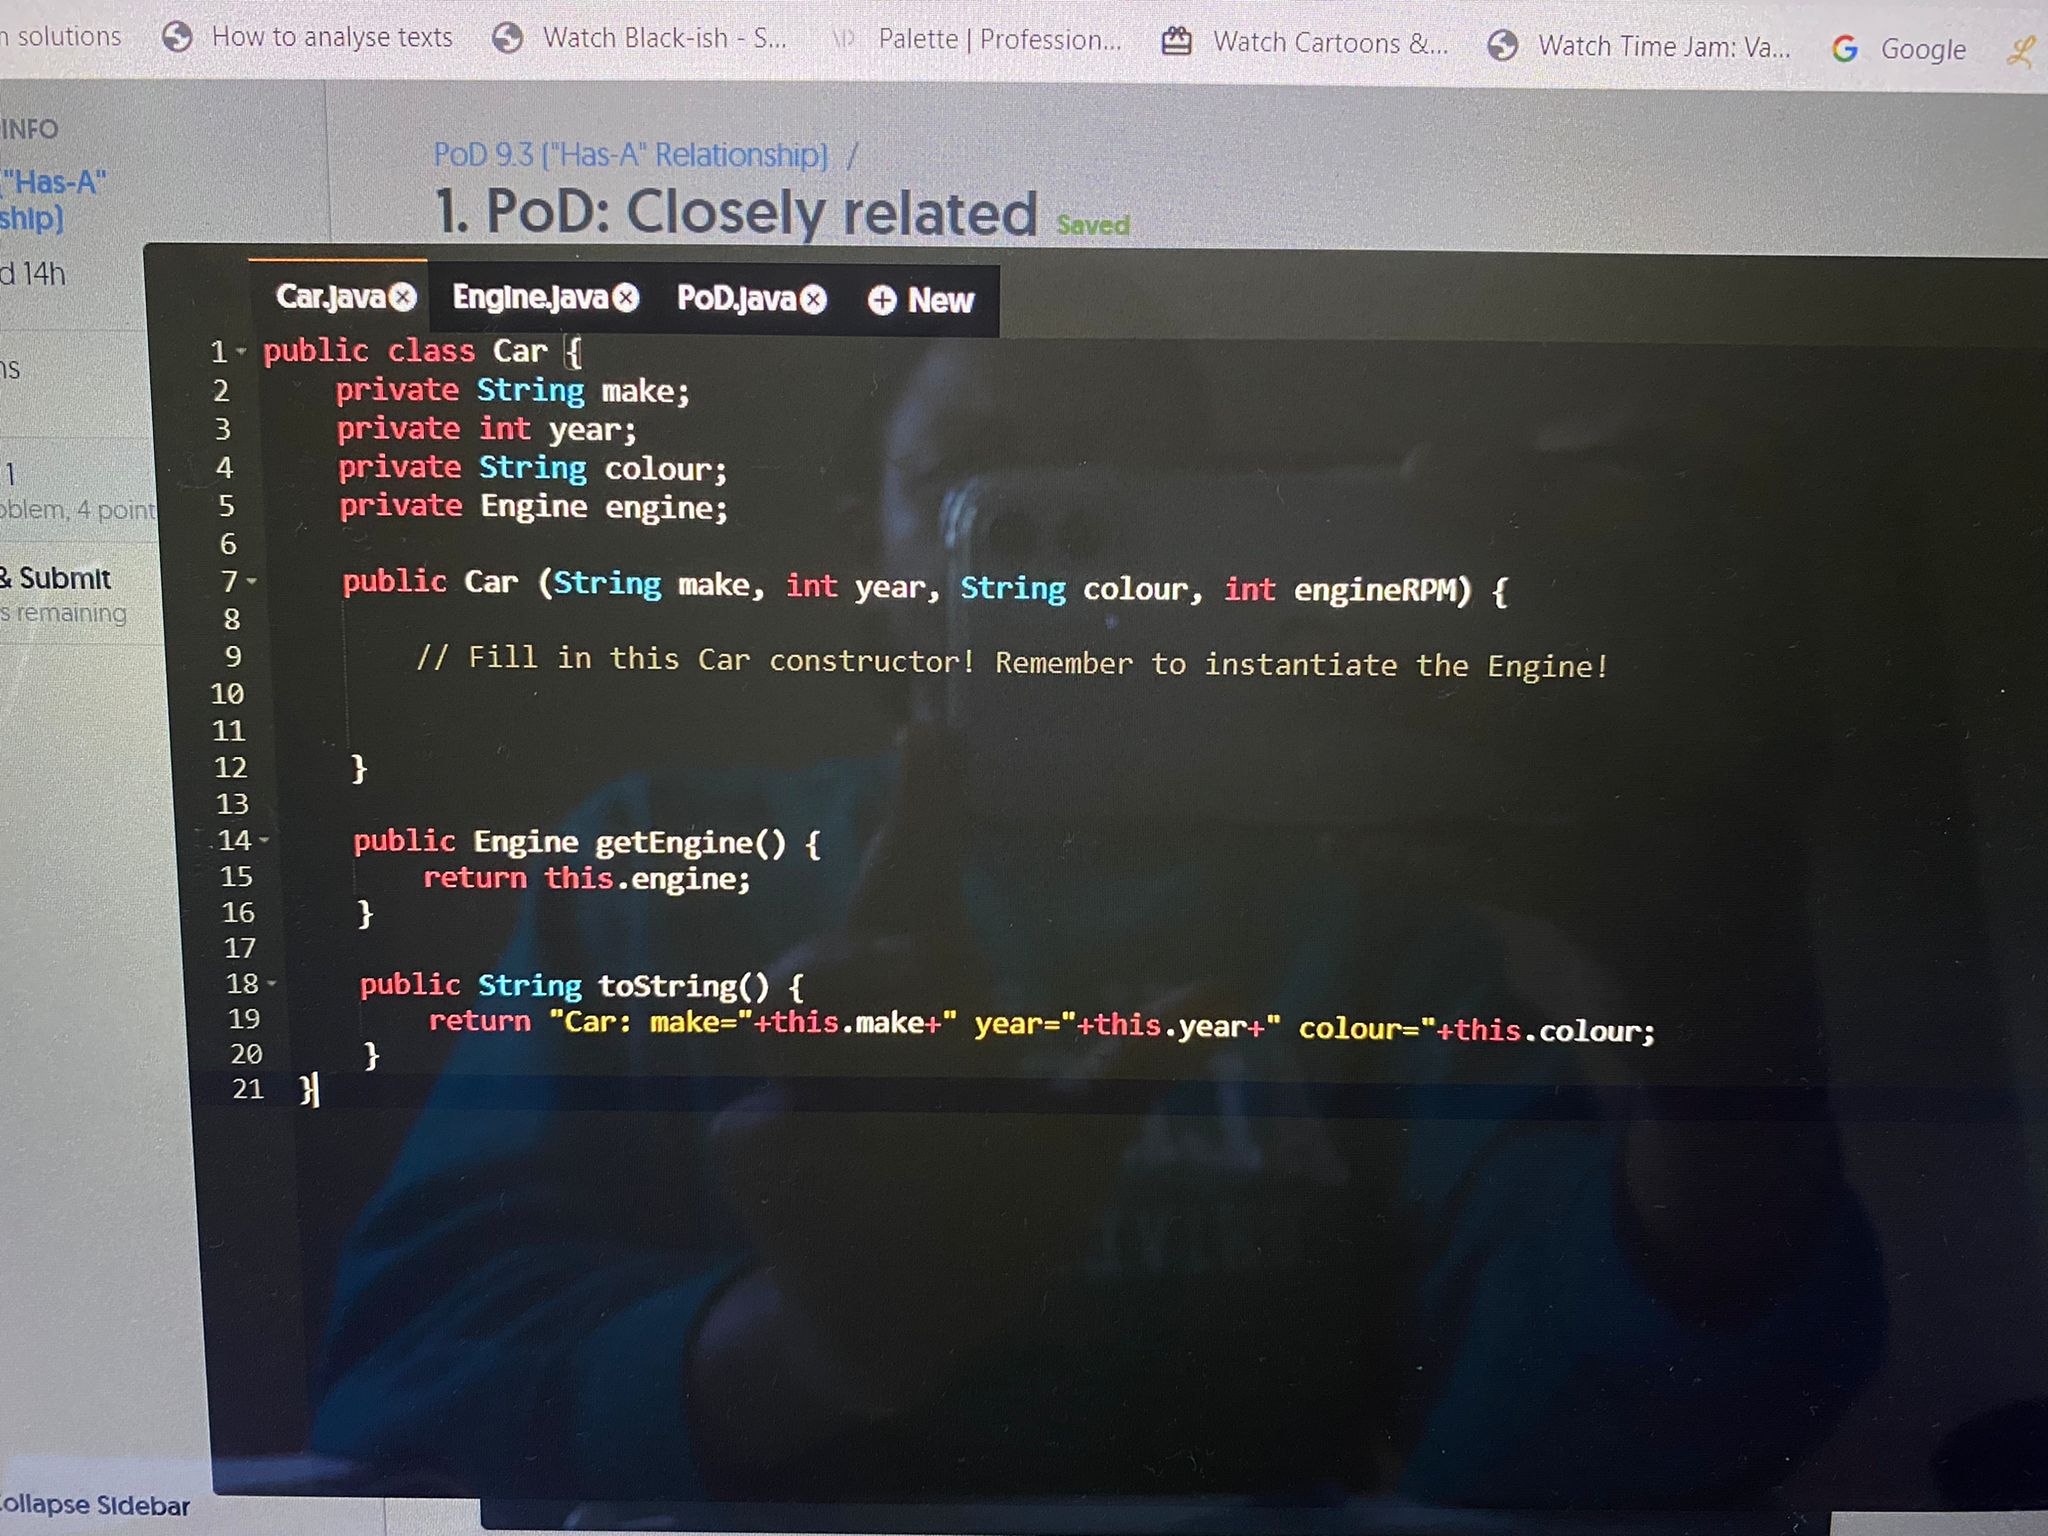 solutions How to analyse texts Watch Black-ish - S... Palette | Profession... Watch Cartoons &... Watch Time Jam: Va... Google
INFO
"Has-A"
ship)
d 14h
1
4 point
& Submit
remaining
Collapse Sidebar
PoD 9.3 ("Has-A" Relationship) /
1. PoD: Closely related Saved
Car.java Engine.java PoD.java New
1 public class Car {
2 private String make;
3 private int year;
4 private String colour;
5 private Engine engine;
6
7 public Car (String make, int year, String colour, int engineRPM) {
8
9 // Fill in this Car constructor! Remember to instantiate the Engine!
10
11
12 }
13
14 public Engine getEngine() {
15 return this.engine;
16 }
17
18 public String toString() {
19 return "Car: make="+this.make+" year="+this.year+" colour="+this.colour;
20 }
21 }